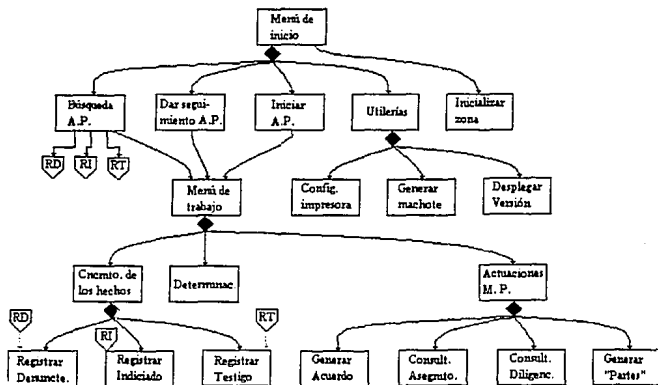 Menú de
inicio
Búsqueda
A.P.
Dar segui-
miento A.P.
Iniciar
A.P.
Utilerías
Inicializar
zona
RD
RI
RT
Menú de
trabajo
Config.
impresora
Generar
machote
Desplegar
Versión
Cncmto. de
los hechos
Determinac.
Actuaciones
M. P.
RD
RI
RT
Registrar
Denuncte.
Registrar
Indiciado
Registrar
Testigo
Generar
Acuerdo
Consult.
Asegmto.
Consult.
Diligenc.
Generar
"Partes"